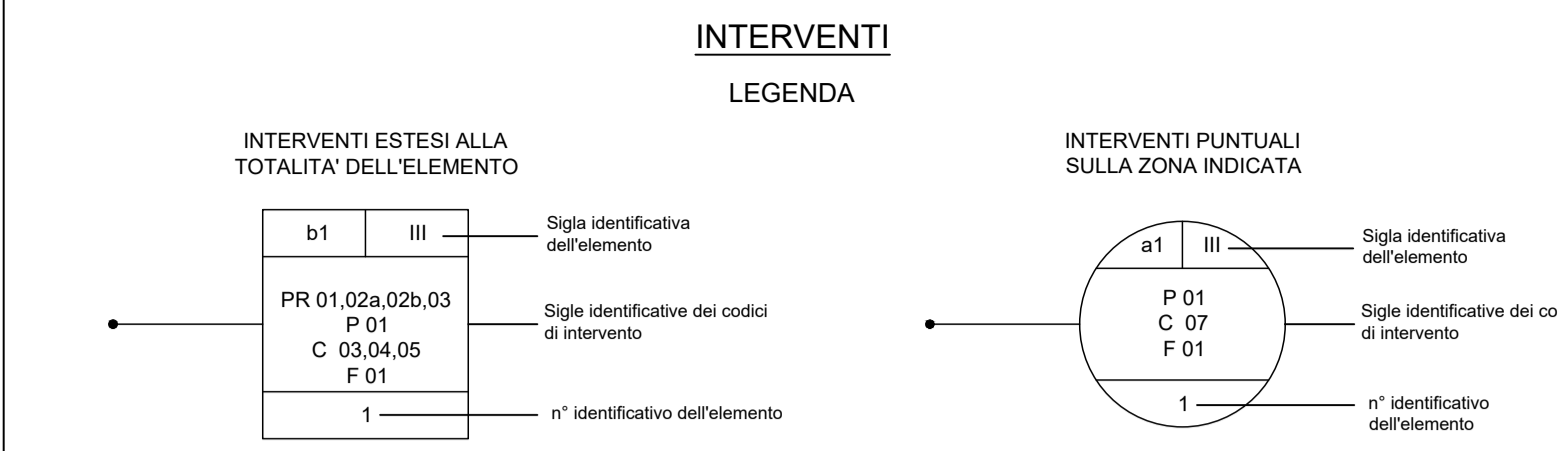 INTERVENTI
LEGENDA
INTERVENTI ESTESI ALLA
TOTALITA' DELL'ELEMENTO
b1 III
Sigla identificativa
dell'elemento
PR 01,02a,02b,03
P 01
C 03,04,05
F 01
Sigle identificative dei codici
di intervento
1
n° identificativo dell'elemento
INTERVENTI PUNTUALI
SULLA ZONA INDICATA
a1 III
Sigla identificativa
dell'elemento
P 01
C 07
F 01
Sigle identificative dei co
di intervento
1
n° identificativo
dell'elemento